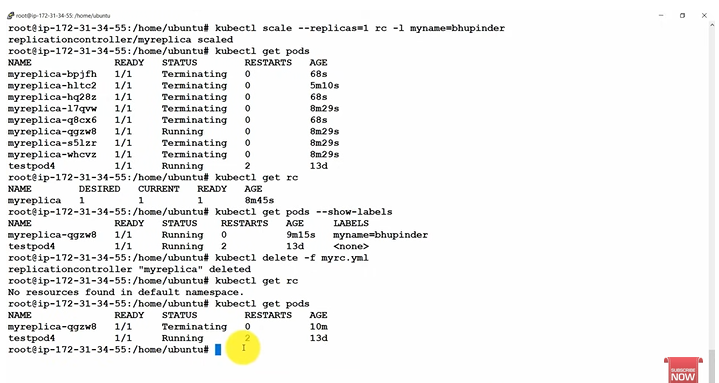 root@ip-172-31-34-55: /home/ubuntu
root@ip-172-31-34-55:/home/ubuntu# kubectl scale --replicas=1 rc -l myname=bhupinder
replicationcontroller/myreplica scaled
root@ip-172-31-34-55:/home/ubuntu# kubectl get pods
NAME READY STATUS RESTARTS AGE
myreplica-bpjfh 1/1 Terminating 0 68s
myreplica-hltc2 1/1 Terminating 0 5m10s
myreplica-hq28z 1/1 Terminating 0 68s
myreplica-l7qvw 1/1 Terminating 0 8m29s
myreplica-q8cx6 1/1 Terminating 0 68s
myreplica-qgzw8 1/1 Running 0 8m29s
myreplica-s5lzr 1/1 Terminating 0 8m29s
myreplica-whcvz 1/1 Terminating 0 8m29s
testpod4 1/1 Running 2 13d
root@ip-172-31-34-55:/home/ubuntu# kubectl get rc
NAME DESIRED CURRENT READY AGE
myreplica 1 1 1 8m45s
root@ip-172-31-34-55:/home/ubuntu# kubectl get pods --show-labels
NAME READY STATUS RESTARTS AGE LABELS
myreplica-qgzw8 1/1 Running 0 9m15s myname=bhupinder
testpod4 1/1 Running 2 13d <none>
root@ip-172-31-34-55:/home/ubuntu# kubectl delete -f myrc.yml
replicationcontroller "myreplica" deleted
root@ip-172-31-34-55:/home/ubuntu# kubectl get rc
No resources found in default namespace.
root@ip-172-31-34-55:/home/ubuntu# kubectl get pods
NAME READY STATUS RESTARTS AGE
myreplica-qgzw8 1/1 Terminating 0 10m
testpod4 1/1 Running 2 13d
root@ip-172-31-34-55:/home/ubuntu#
SUBSCRIBE
NOW